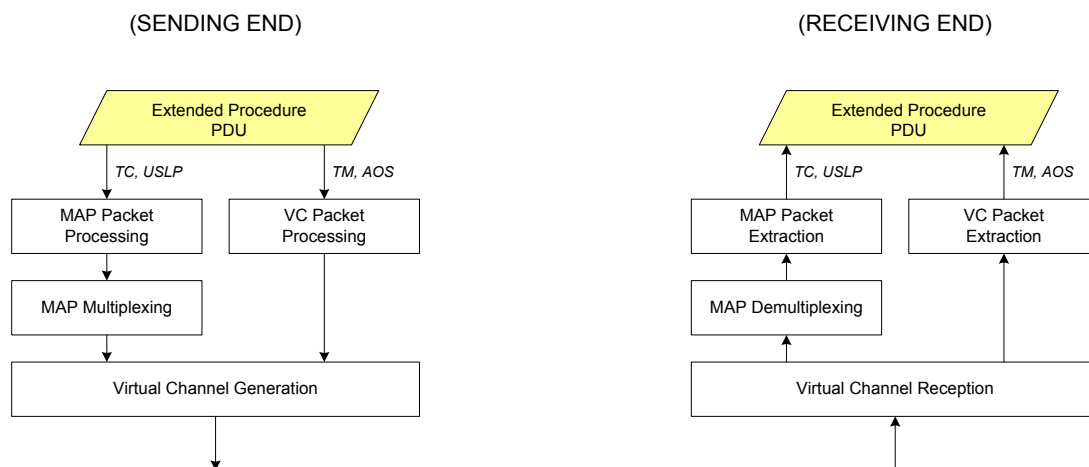 (SENDING END)
(RECEIVING END)
Extended Procedure
PDU
TC, USLP
TM, AOS
MAP Packet
Processing
VC Packet
Processing
MAP Multiplexing
Virtual Channel Generation
Extended Procedure
PDU
TC, USLP
TM, AOS
MAP Packet
Extraction
VC Packet
Extraction
MAP Demultiplexing
Virtual Channel Reception